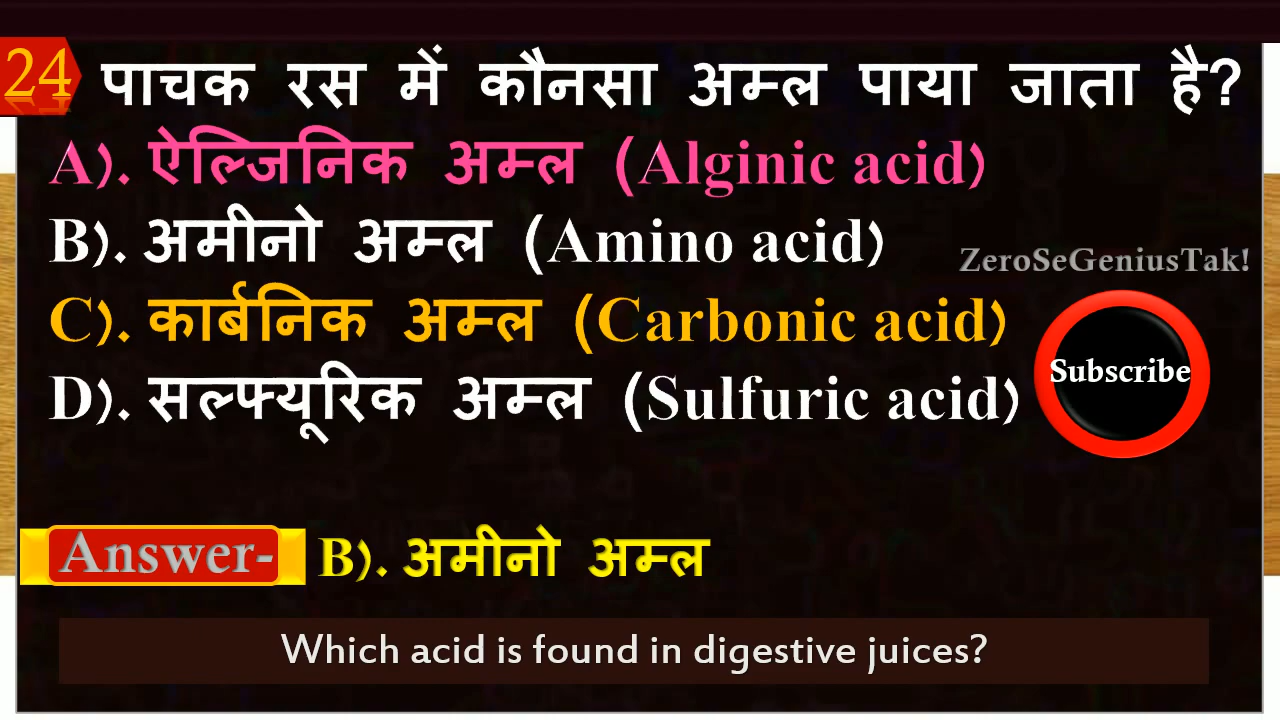 24 पाचक रस में कौनसा अम्ल पाया जाता है?
A). ऐल्जिनिक अम्ल (Alginic acid)
B). अमीनो अम्ल (Amino acid)
ZeroSeGeniusTak!
C). कार्बनिक अम्ल (Carbonic acid)
Subscribe
D). सल्फ्यूरिक अम्ल (Sulfuric acid)
Answer- B). अमीनो अम्ल
Which acid is found in digestive juices?